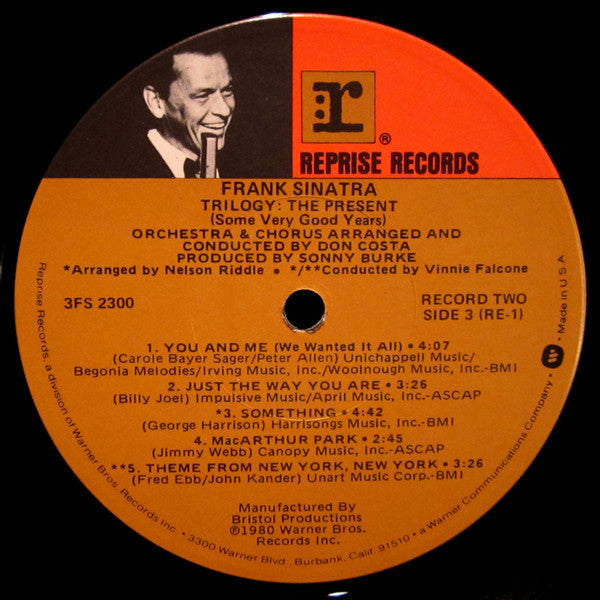 r ®
REPRISE RECORDS
FRANK SINATRA
TRILOGY: THE PRESENT
(Some Very Good Years)
ORCHESTRA & CHORUS ARRANGED AND
CONDUCTED BY DON COSTA
PRODUCED BY SONNY BURKE
*Arranged by Nelson Riddle • */**Conducted by Vinnie Falcone
3FS 2300
RECORD TWO
SIDE 3 (RE-1)
1. YOU AND ME (We Wanted It All) • 4:07
(Carole Bayer Sager/Peter Allen) Unichappell Music/
Begonia Melodies/Irving Music, Inc./Woolnough Music, Inc.-BMI
2. JUST THE WAY YOU ARE • 3:26
(Billy Joel) Impulsive Music/April Music, Inc.-ASCAP
*3. SOMETHING • 4:42
(George Harrison) Harrisongs Music, Inc.-BMI
4. MacARTHUR PARK • 2:45
(Jimmy Webb) Canopy Music, Inc.-ASCAP
**5. THEME FROM NEW YORK, NEW YORK • 3:26
(Fred Ebb/John Kander) Unart Music Corp.-BMI
Manufactured By
Bristol Productions
℗1980 Warner Bros.
Records Inc.
Reprise Records, a division of Warner Bros. Records Inc. • 3300 Warner Blvd., Burbank, Calif. 91510 • a Warner Communications Company • W • Made in U.S.A.